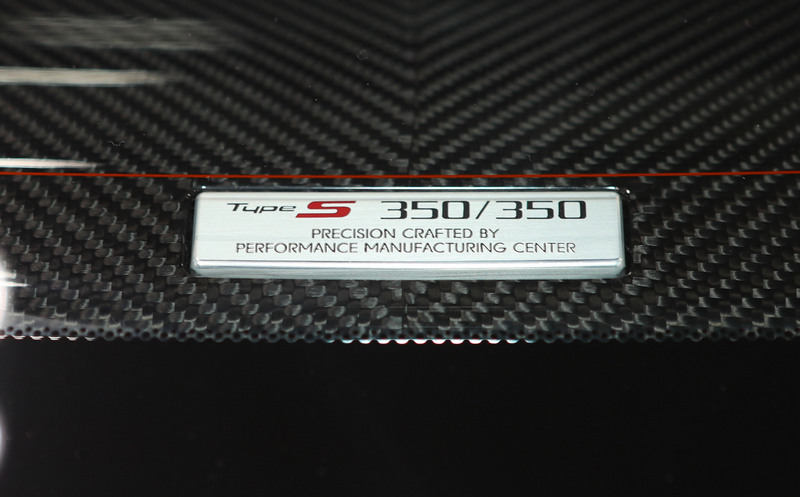 Type S 350/350
PRECISION CRAFTED BY
PERFORMANCE MANUFACTURING CENTER